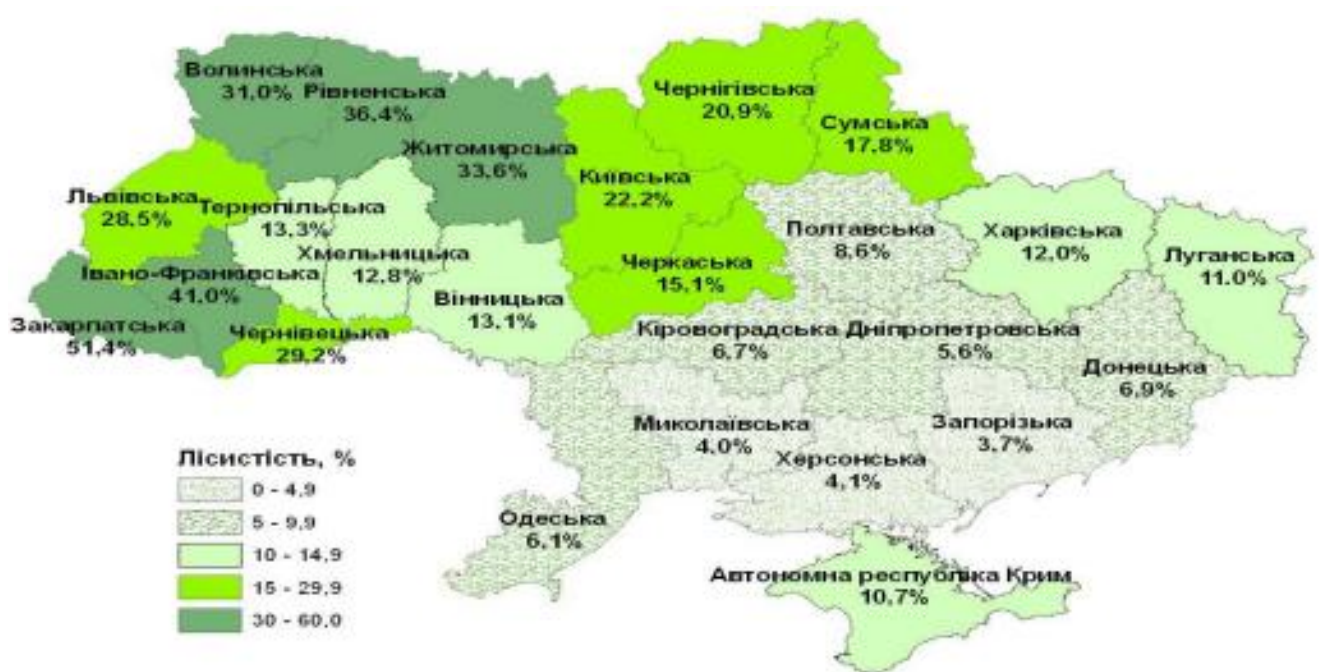 Волинська
31,0%
Рівненська
36,4%
Житомирська
33,6%
Чернігівська
20,9%
Сумська
17,8%
Київська
22,2%
Львівська
28,5%
Тернопільська
13,3%
Хмельницька
12,8%
Івано-Франківська
41,0%
Закарпатська
51,4%
Чернівецька
29,2%
Вінницька
13,1%
Черкаська
15,1%
Полтавська
8,6%
Харківська
12,0%
Луганська
11,0%
Кіровоградська
6,7%
Дніпропетровська
5,6%
Донецька
6,9%
Миколаївська
4,0%
Херсонська
4,1%
Запорізька
3,7%
Одеська
6,1%
Автономна республіка Крим
10,7%
Лісистість, %
0 - 4,9
5 - 9,9
10 - 14,9
15 - 29,9
30 - 60,0